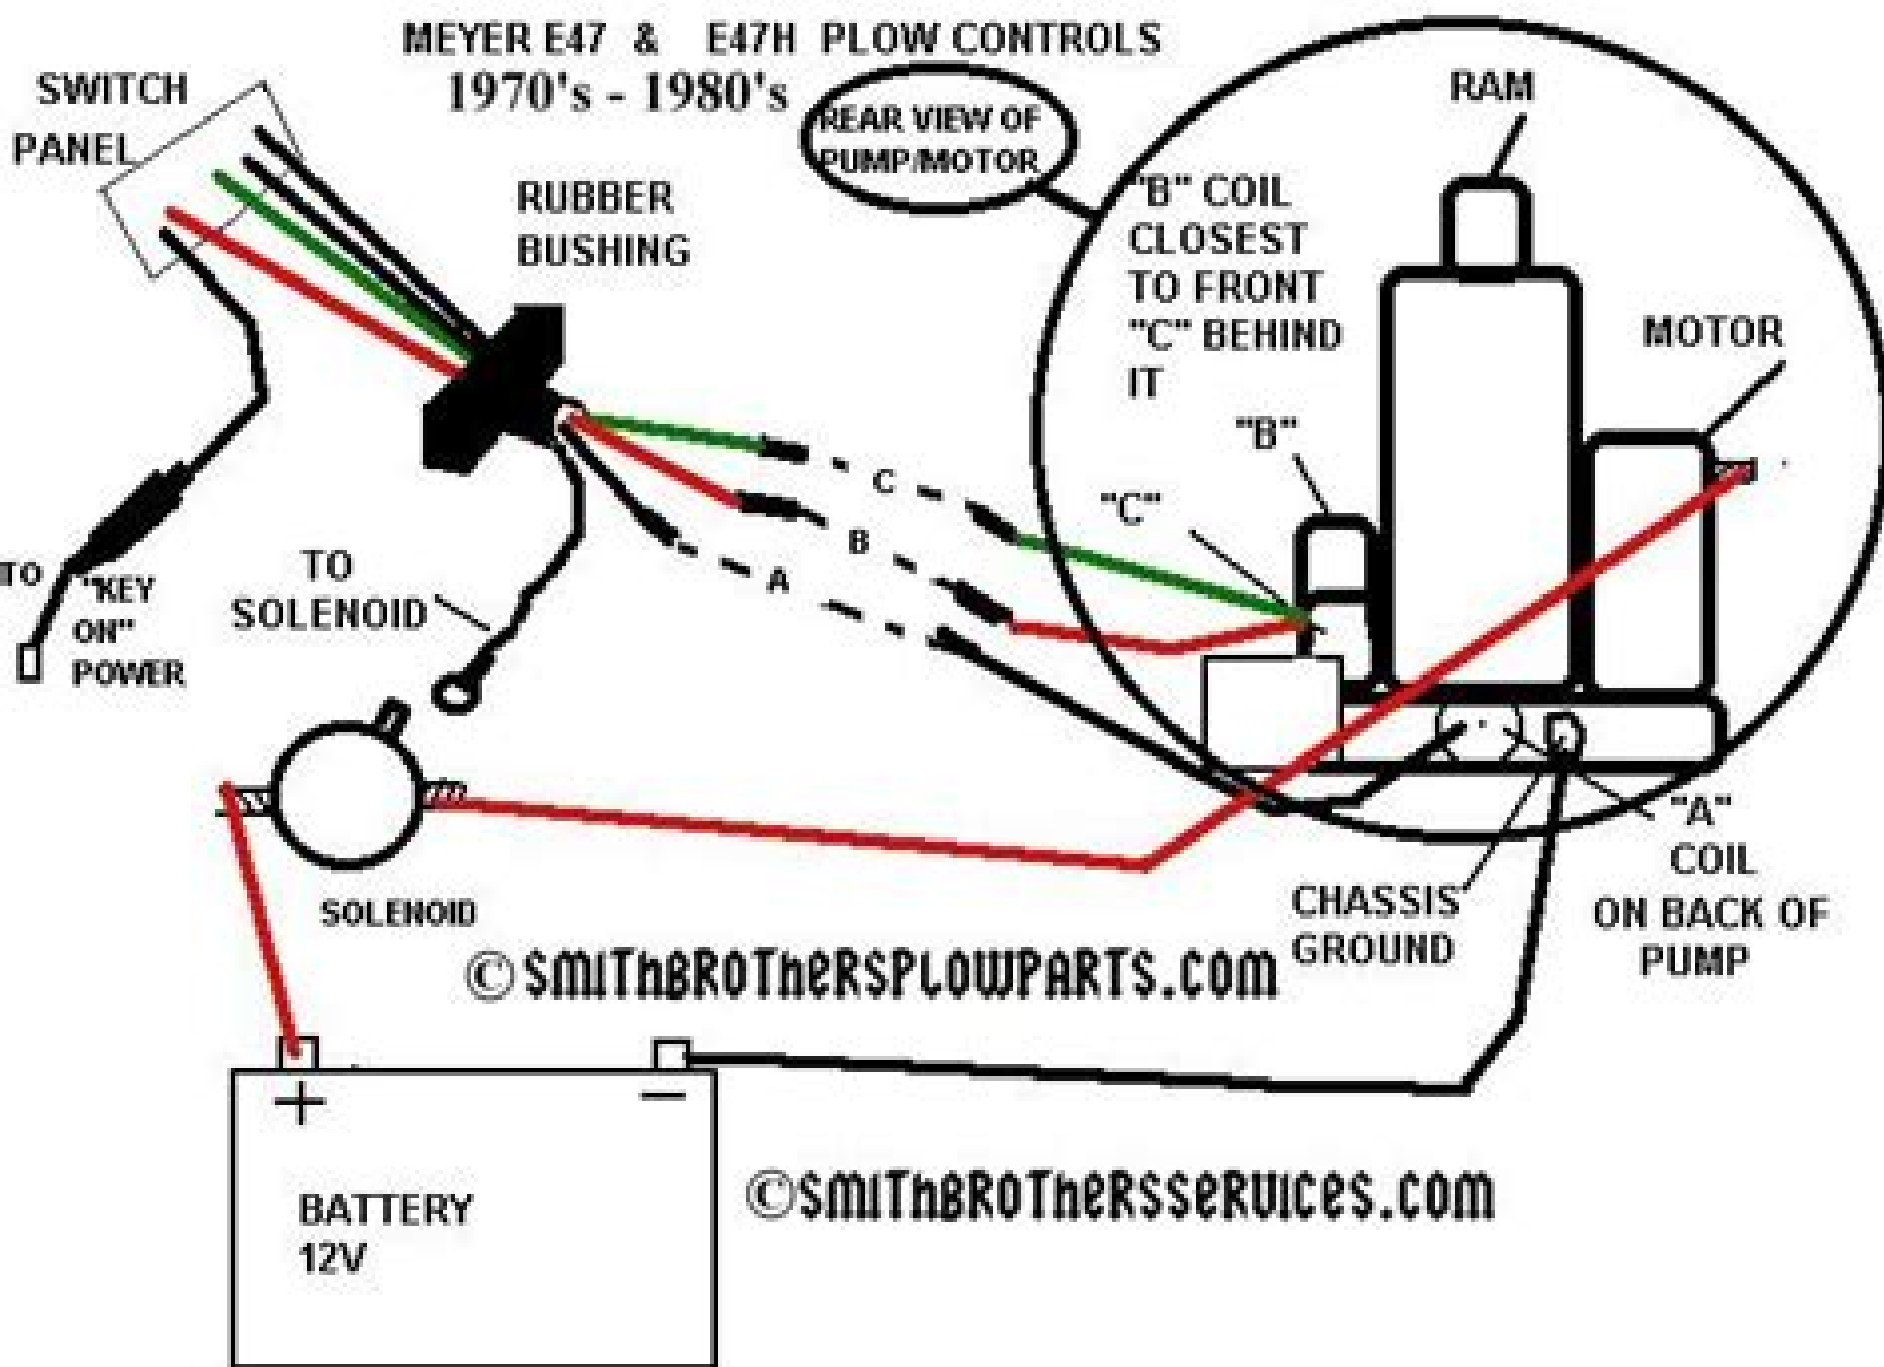 MEYER E47 & E47H PLOW CONTROLS
1970's - 1980's
SWITCH
PANEL
REAR VIEW OF
PUMP/MOTOR
RAM
RUBBER
BUSHING
"B" COIL
CLOSEST
TO FRONT
"C" BEHIND
IT
MOTOR
"B"
"C"
C
B
A
TO
SOLENOID
TO "KEY
ON"
POWER
SOLENOID
"A"
COIL
ON BACK OF
PUMP
CHASSIS
GROUND
©SMITHBROTHERSPLOWPARTS.COM
+
−
BATTERY
12V
©SMITHBROTHERSSERVICES.COM